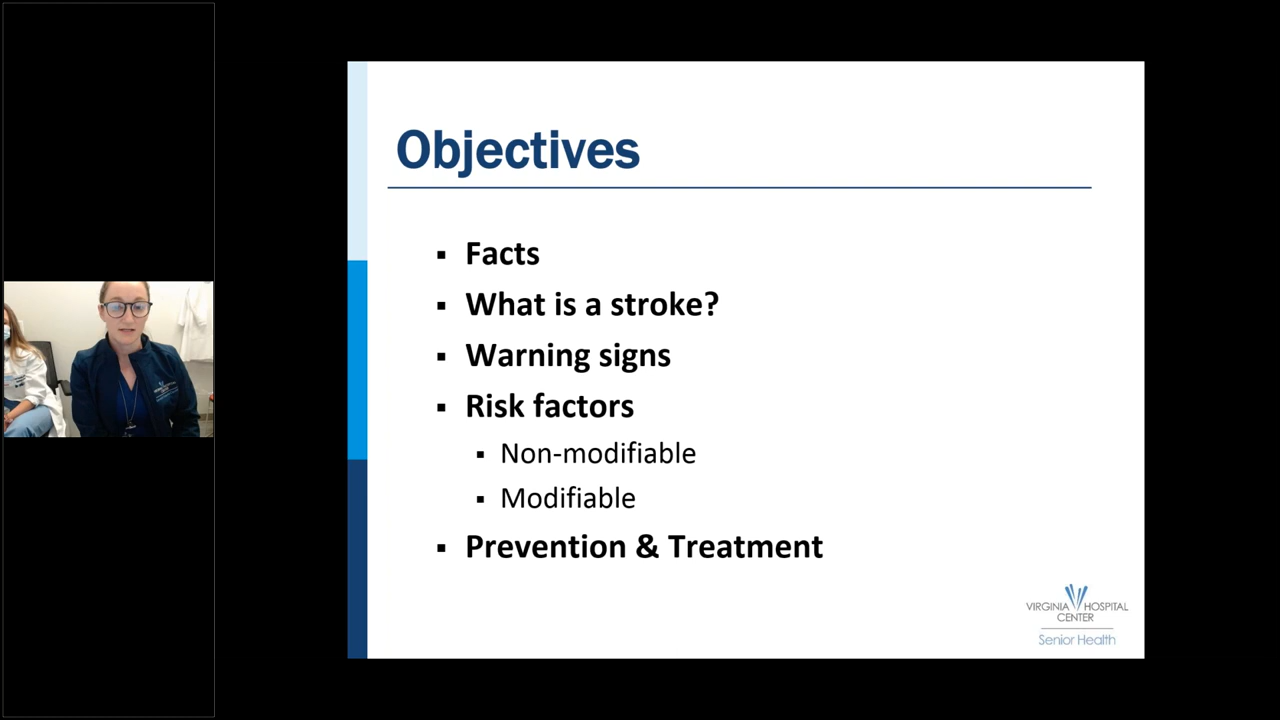 Objectives
Facts
What is a stroke?
Warning signs
Risk factors
Non-modifiable
Modifiable
Prevention & Treatment
VIRGINIA HOSPITAL
CENTER
Senior Health